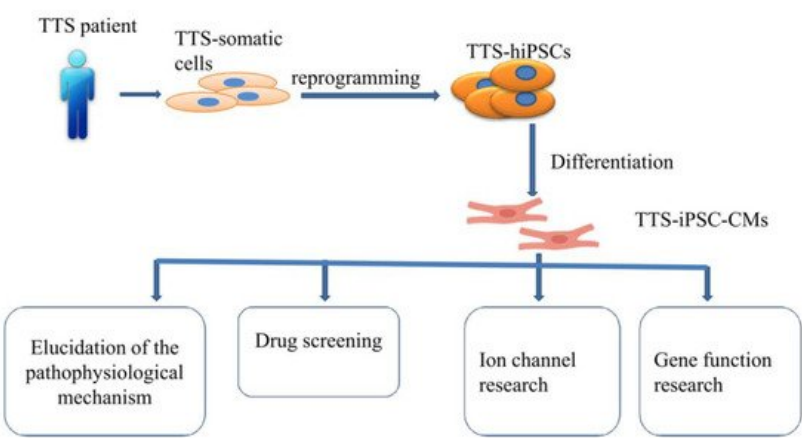 TTS patient
TTS-somatic
cells
reprogramming
TTS-hiPSCs
Differentiation
TTS-iPSC-CMs
Elucidation of the
pathophysiological
mechanism
Drug screening
Ion channel
research
Gene function
research